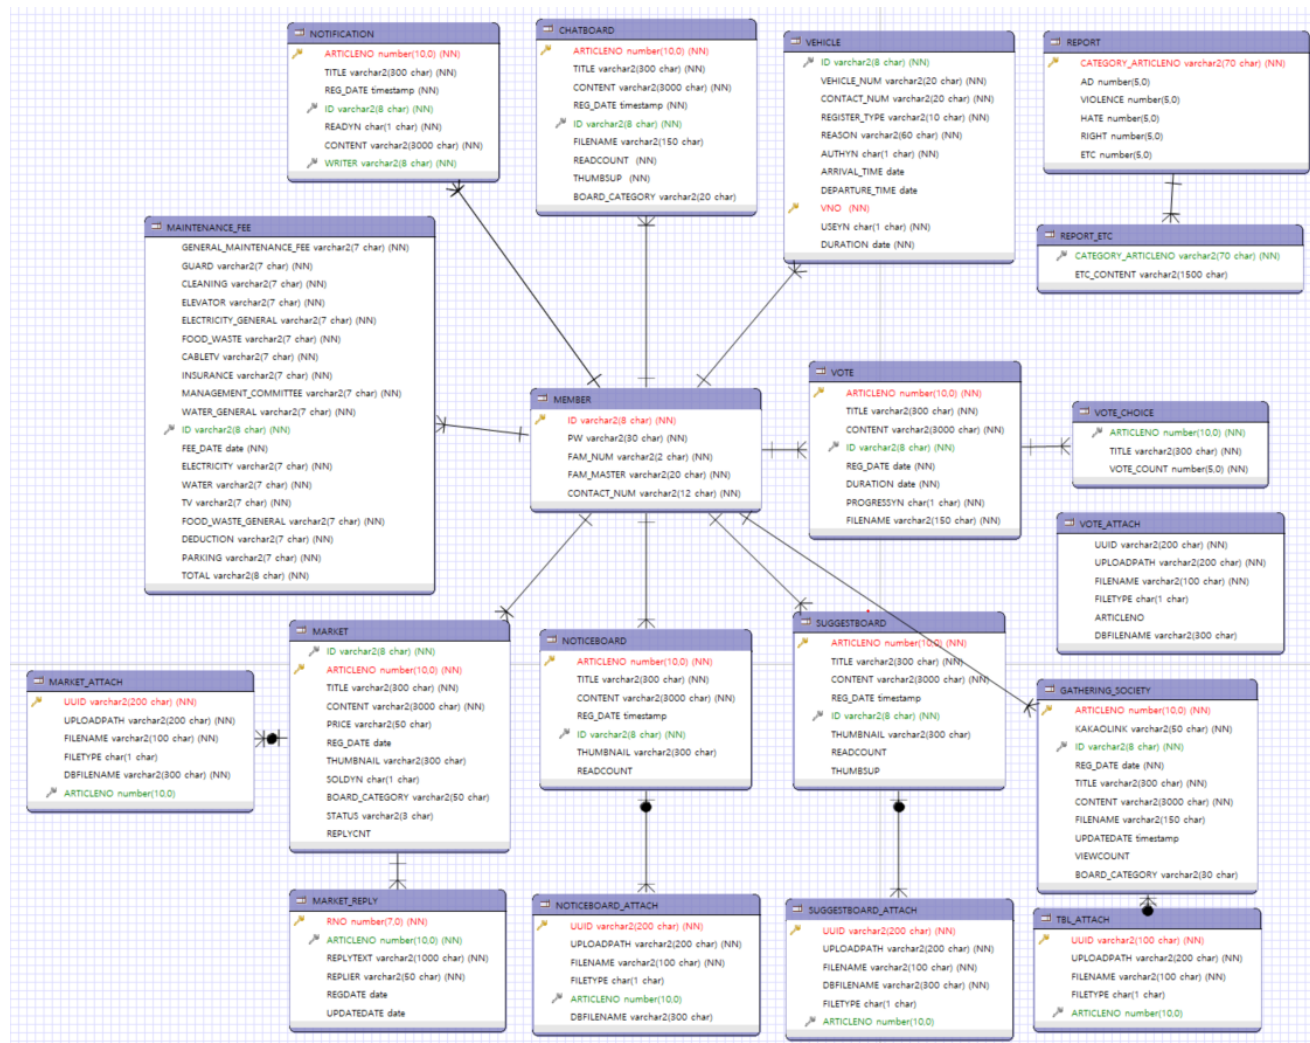 NOTIFICATION
ARTICLENO number(10,0) (NN)
TITLE varchar2(300 char) (NN)
REG_DATE timestamp (NN)
ID varchar2(8 char) (NN)
READYN char(1 char) (NN)
CONTENT varchar2(3000 char) (NN)
WRITER varchar2(8 char) (NN)
CHATBOARD
ARTICLENO number(10,0) (NN)
TITLE varchar2(300 char) (NN)
CONTENT varchar2(3000 char) (NN)
REG_DATE timestamp (NN)
ID varchar2(8 char) (NN)
FILENAME varchar2(150 char)
READCOUNT (NN)
THUMBSUP (NN)
BOARD_CATEGORY varchar2(20 char)
VEHICLE
ID varchar2(8 char) (NN)
VEHICLE_NUM varchar2(20 char) (NN)
CONTACT_NUM varchar2(20 char) (NN)
REGISTER_TYPE varchar2(10 char) (NN)
REASON varchar2(60 char) (NN)
AUTHYN char(1 char) (NN)
ARRIVAL_TIME date
DEPARTURE_TIME date
VNO (NN)
USEYN char(1 char) (NN)
DURATION date (NN)
REPORT
CATEGORY_ARTICLENO varchar2(70 char) (NN)
AD number(5,0)
VIOLENCE number(5,0)
HATE number(5,0)
RIGHT number(5,0)
ETC number(5,0)
REPORT_ETC
CATEGORY_ARTICLENO varchar2(70 char) (NN)
ETC_CONTENT varchar2(1500 char)
MAINTENANCE_FEE
GENERAL_MAINTENANCE_FEE varchar2(7 char) (NN)
GUARD varchar2(7 char) (NN)
CLEANING varchar2(7 char) (NN)
ELEVATOR varchar2(7 char) (NN)
ELECTRICITY_GENERAL varchar2(7 char) (NN)
FOOD_WASTE varchar2(7 char) (NN)
CABLETV varchar2(7 char) (NN)
INSURANCE varchar2(7 char) (NN)
MANAGEMENT_COMMITTEE varchar2(7 char) (NN)
WATER_GENERAL varchar2(7 char) (NN)
ID varchar2(8 char) (NN)
FEE_DATE date (NN)
ELECTRICITY varchar2(7 char) (NN)
WATER varchar2(7 char) (NN)
TV varchar2(7 char) (NN)
FOOD_WASTE_GENERAL varchar2(7 char) (NN)
DEDUCTION varchar2(7 char) (NN)
PARKING varchar2(7 char) (NN)
TOTAL varchar2(8 char) (NN)
MEMBER
ID varchar2(8 char) (NN)
PW varchar2(30 char) (NN)
FAM_NUM varchar2(2 char) (NN)
FAM_MASTER varchar2(20 char) (NN)
CONTACT_NUM varchar2(12 char) (NN)
VOTE
ARTICLENO number(10,0) (NN)
TITLE varchar2(300 char) (NN)
CONTENT varchar2(3000 char) (NN)
ID varchar2(8 char) (NN)
REG_DATE date (NN)
DURATION date (NN)
PROGRESSYN char(1 char) (NN)
FILENAME varchar2(150 char) (NN)
VOTE_CHOICE
ARTICLENO number(10,0) (NN)
TITLE varchar2(300 char) (NN)
VOTE_COUNT number(5,0) (NN)
VOTE_ATTACH
UUID varchar2(200 char) (NN)
UPLOADPATH varchar2(200 char) (NN)
FILENAME varchar2(100 char) (NN)
FILETYPE char(1 char)
ARTICLENO
DBFILENAME varchar2(300 char)
MARKET_ATTACH
UUID varchar2(200 char) (NN)
UPLOADPATH varchar2(200 char) (NN)
FILENAME varchar2(100 char) (NN)
FILETYPE char(1 char)
DBFILENAME varchar2(300 char) (NN)
ARTICLENO number(10,0)
MARKET
ID varchar2(8 char) (NN)
ARTICLENO number(10,0) (NN)
TITLE varchar2(300 char) (NN)
CONTENT varchar2(3000 char) (NN)
PRICE varchar2(50 char)
REG_DATE date
THUMBNAIL varchar2(300 char)
SOLDYN char(1 char)
BOARD_CATEGORY varchar2(50 char)
STATUS varchar2(3 char)
REPLYCNT
NOTICEBOARD
ARTICLENO number(10,0) (NN)
TITLE varchar2(300 char) (NN)
CONTENT varchar2(3000 char) (NN)
REG_DATE timestamp
ID varchar2(8 char) (NN)
THUMBNAIL varchar2(300 char)
READCOUNT
SUGGESTBOARD
ARTICLENO number(10,0) (NN)
TITLE varchar2(300 char) (NN)
CONTENT varchar2(3000 char) (NN)
REG_DATE timestamp
ID varchar2(8 char) (NN)
THUMBNAIL varchar2(300 char)
READCOUNT
THUMBSUP
GATHERING_SOCIETY
ARTICLENO number(10,0) (NN)
KAKAOLINK varchar2(50 char) (NN)
ID varchar2(8 char) (NN)
REG_DATE date (NN)
TITLE varchar2(300 char) (NN)
CONTENT varchar2(3000 char) (NN)
FILENAME varchar2(150 char)
UPDATEDATE timestamp
VIEWCOUNT
BOARD_CATEGORY varchar2(30 char)
MARKET_REPLY
RNO number(7,0) (NN)
ARTICLENO number(10,0) (NN)
REPLYTEXT varchar2(1000 char) (NN)
REPLIER varchar2(50 char) (NN)
REGDATE date
UPDATEDATE date
NOTICEBOARD_ATTACH
UUID varchar2(200 char) (NN)
UPLOADPATH varchar2(200 char) (NN)
FILENAME varchar2(100 char) (NN)
FILETYPE char(1 char)
ARTICLENO number(10,0)
DBFILENAME varchar2(300 char)
SUGGESTBOARD_ATTACH
UUID varchar2(200 char) (NN)
UPLOADPATH varchar2(200 char) (NN)
FILENAME varchar2(100 char) (NN)
DBFILENAME varchar2(300 char) (NN)
FILETYPE char(1 char)
ARTICLENO number(10,0)
TBL_ATTACH
UUID varchar2(100 char) (NN)
UPLOADPATH varchar2(200 char) (NN)
FILENAME varchar2(100 char) (NN)
FILETYPE char(1 char)
ARTICLENO number(10,0)